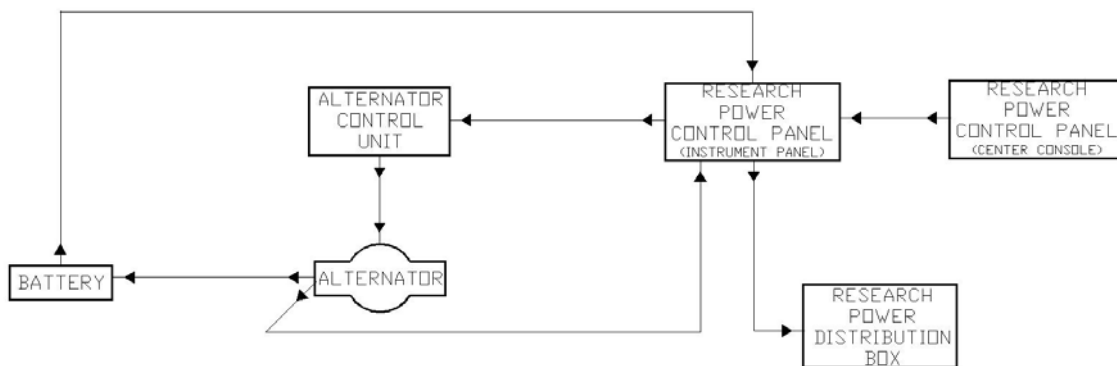 ALTERNATOR
CONTROL
UNIT
RESEARCH
POWER
CONTROL PANEL
(INSTRUMENT PANEL)
RESEARCH
POWER
CONTROL PANEL
(CENTER CONSOLE)
BATTERY
ALTERNATOR
RESEARCH
POWER
DISTRIBUTION
BOX